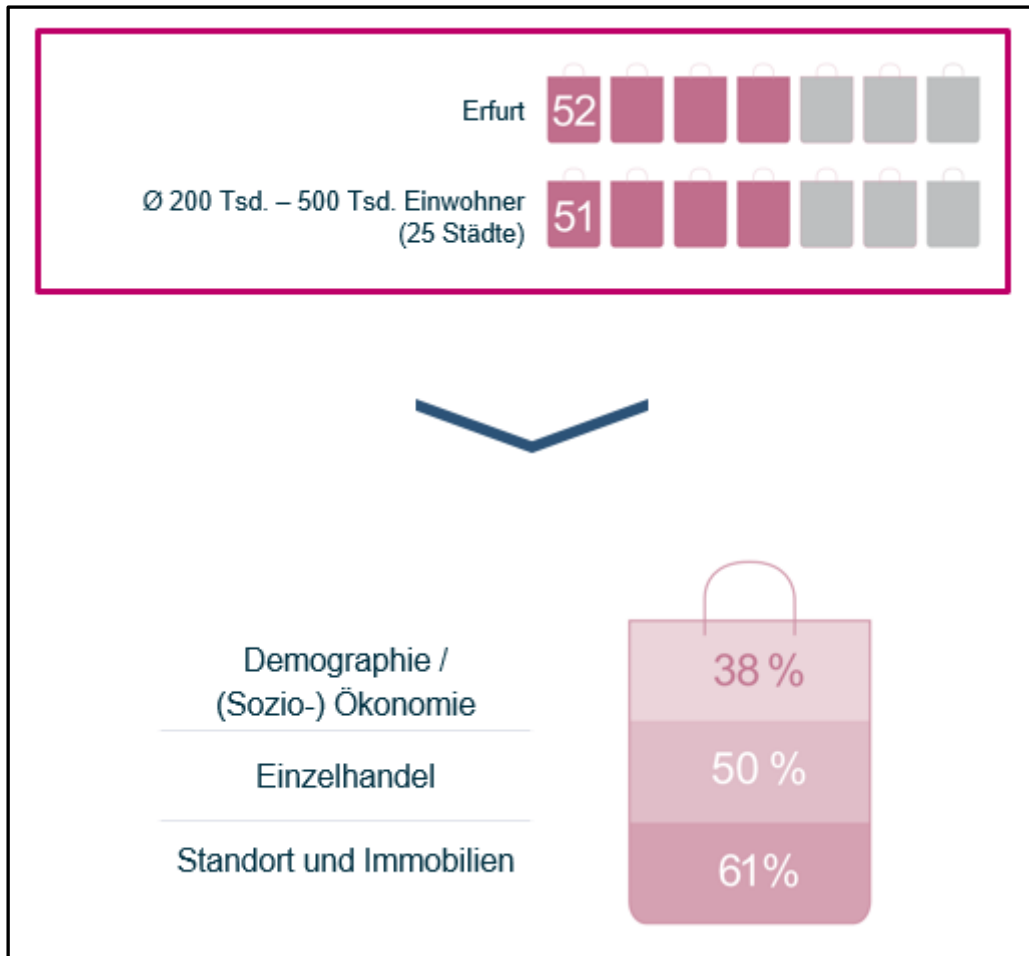 Erfurt 52
Ø 200 Tsd. – 500 Tsd. Einwohner
(25 Städte) 51
Demographie /
(Sozio-) Ökonomie
38 %
Einzelhandel 50 %
Standort und Immobilien 61%